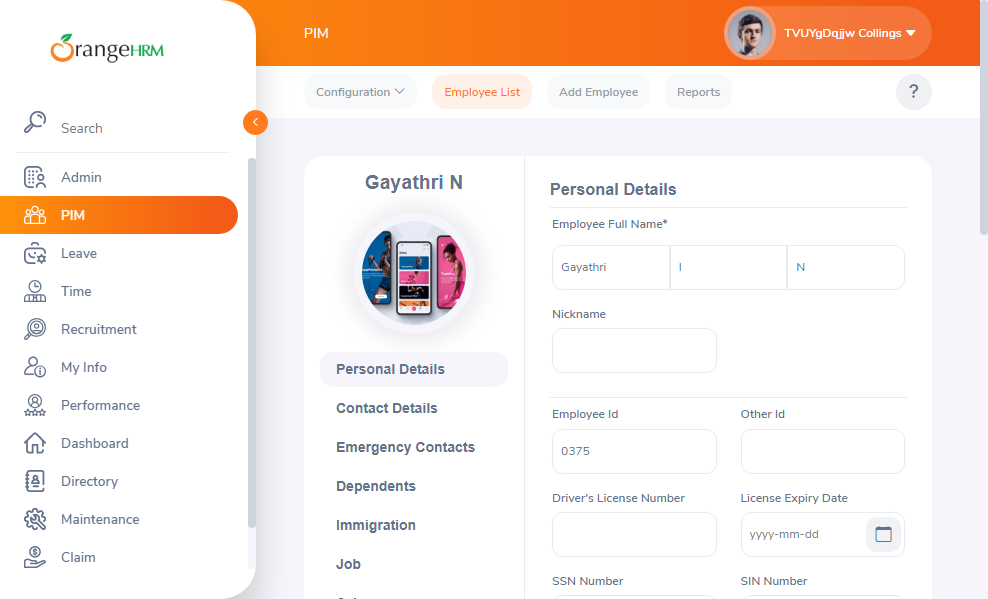 OrangeHRM
Search
Admin
PIM
Leave
Time
Recruitment
My Info
Performance
Dashboard
Directory
Maintenance
Claim
PIM
TVUYgDqjjw Collings
Configuration
Employee List
Add Employee
Reports
?
Gayathri N
Personal Details
Contact Details
Emergency Contacts
Dependents
Immigration
Job
Personal Details
Employee Full Name*
Gayathri
I
N
Nickname
Employee Id
Other Id
0375
Driver's License Number
License Expiry Date
yyyy-mm-dd
SSN Number
SIN Number